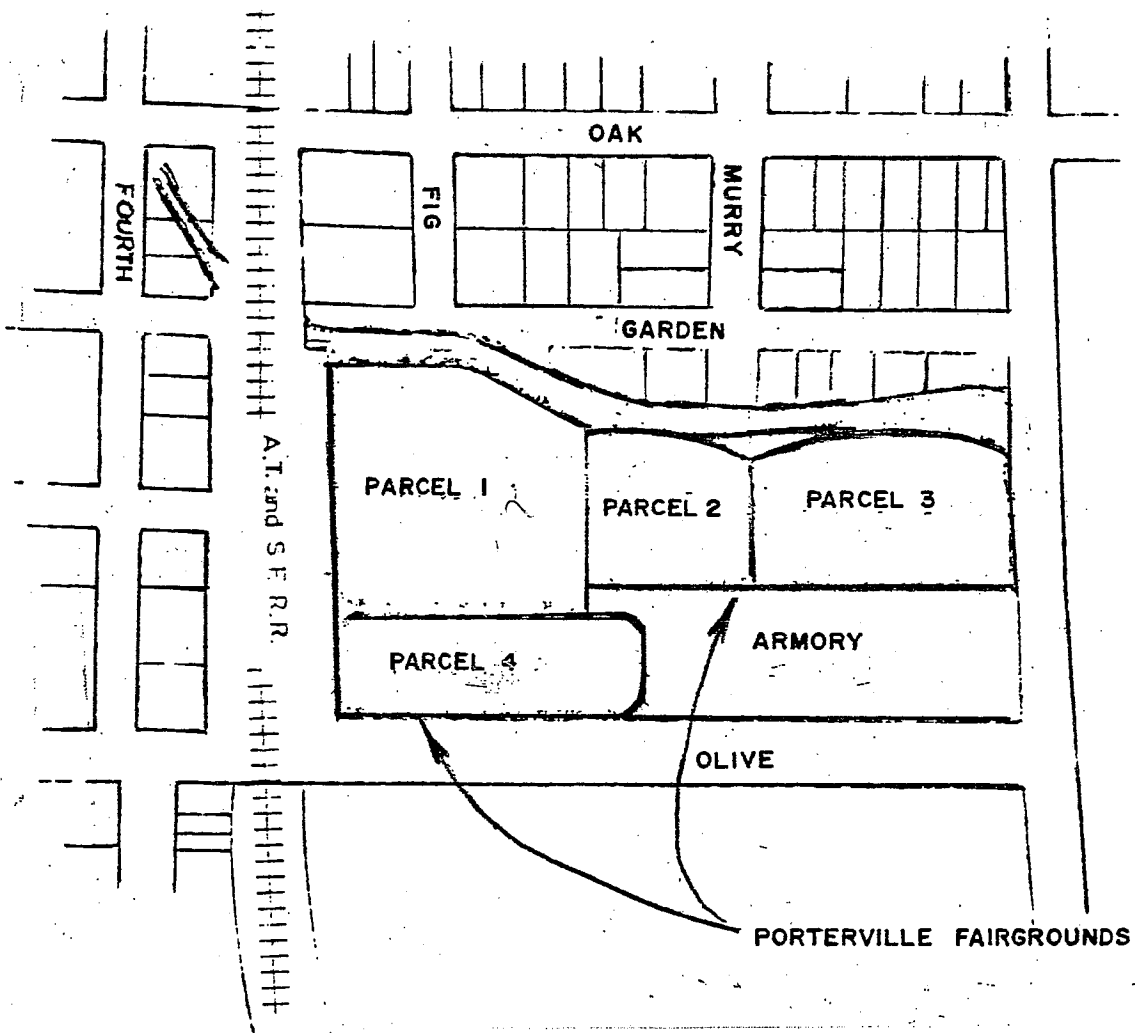 OAK
FOURTH
FIG
MURRY
GARDEN
A.T. and S.F. R.R.
PARCEL 1
PARCEL 2
PARCEL 3
ARMORY
PARCEL 4
OLIVE
PORTERVILLE FAIRGROUNDS